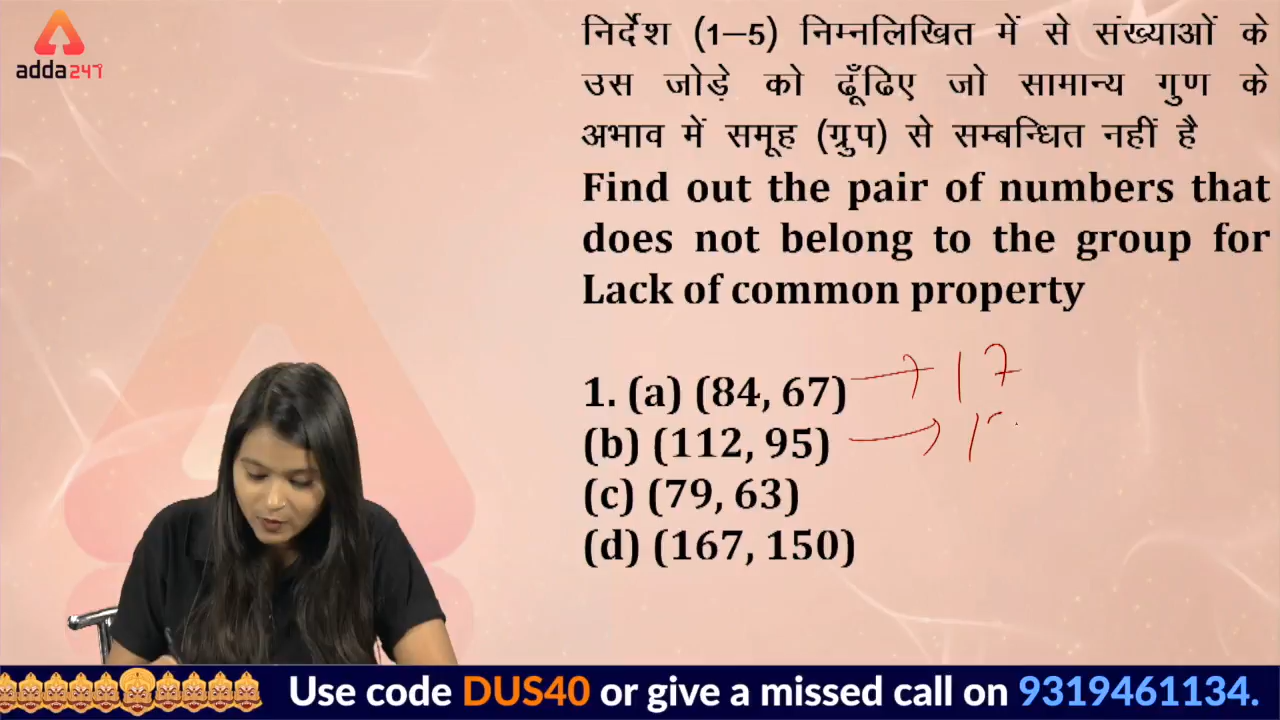 adda247
निर्देश (1–5) निम्नलिखित में से संख्याओं के
उस जोड़े को ढूँढिए जो सामान्य गुण के
अभाव में समूह (ग्रुप) से सम्बन्धित नहीं है
Find out the pair of numbers that
does not belong to the group for
Lack of common property
1. (a) (84, 67) → 17
(b) (112, 95) → 1
(c) (79, 63)
(d) (167, 150)
Use code DUS40 or give a missed call on 9319461134.